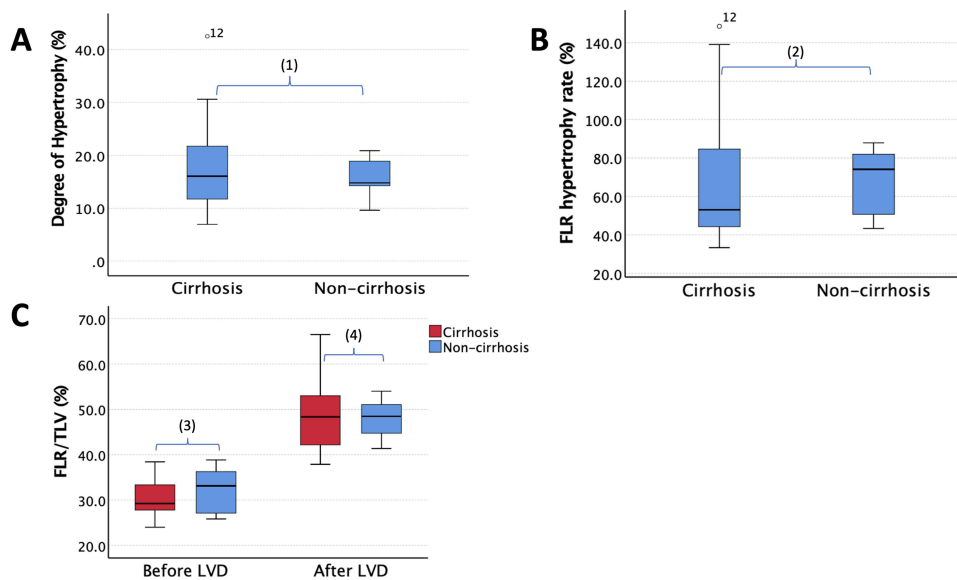 A
Degree of Hypertrophy (%)
40.0
30.0
20.0
10.0
.0
12
(1)
Cirrhosis
Non-cirrhosis
B
FLR hypertrophy rate (%)
140.0
120.0
100.0
80.0
60.0
40.0
20.0
12
(2)
Cirrhosis
Non-cirrhosis
C
FLR/TLV (%)
70.0
60.0
50.0
40.0
30.0
20.0
(3)
(4)
Cirrhosis
Non-cirrhosis
Before LVD
After LVD